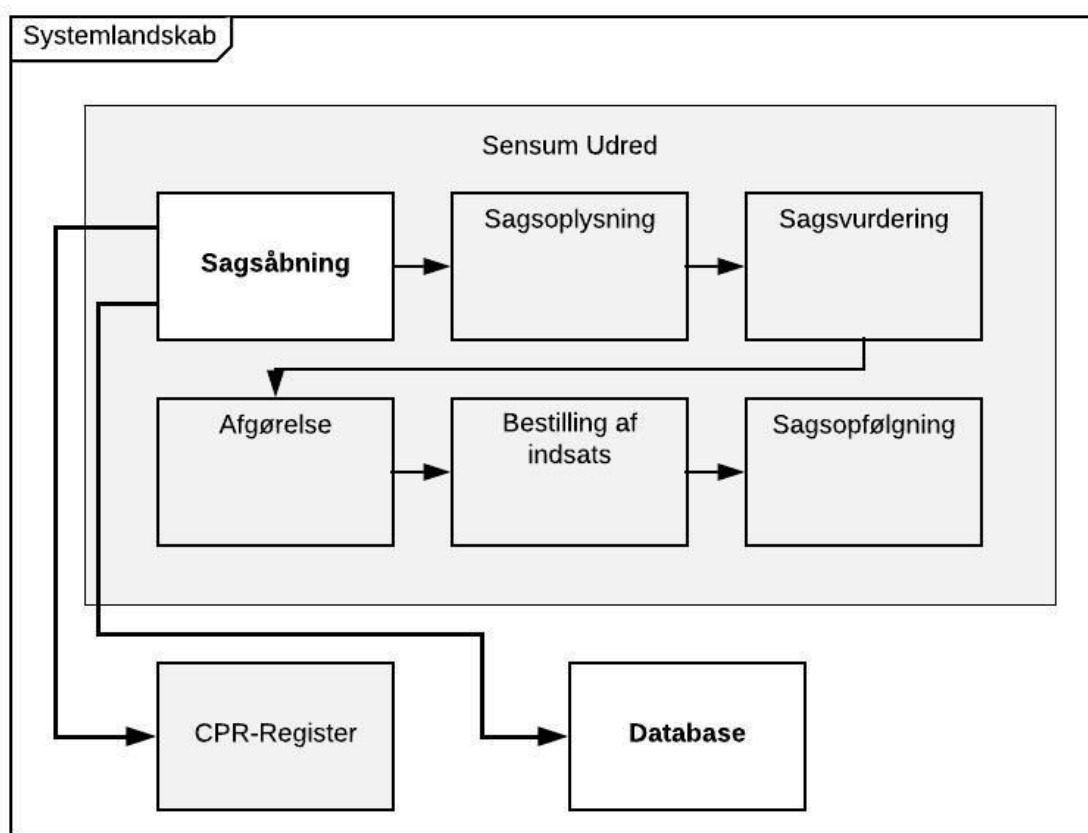 Systemlandskab
Sensum Udred
Sagsåbning
Sagsoplysning
Sagsvurdering
Afgørelse
Bestilling af
indsats
Sagsopfølgning
CPR-Register
Database